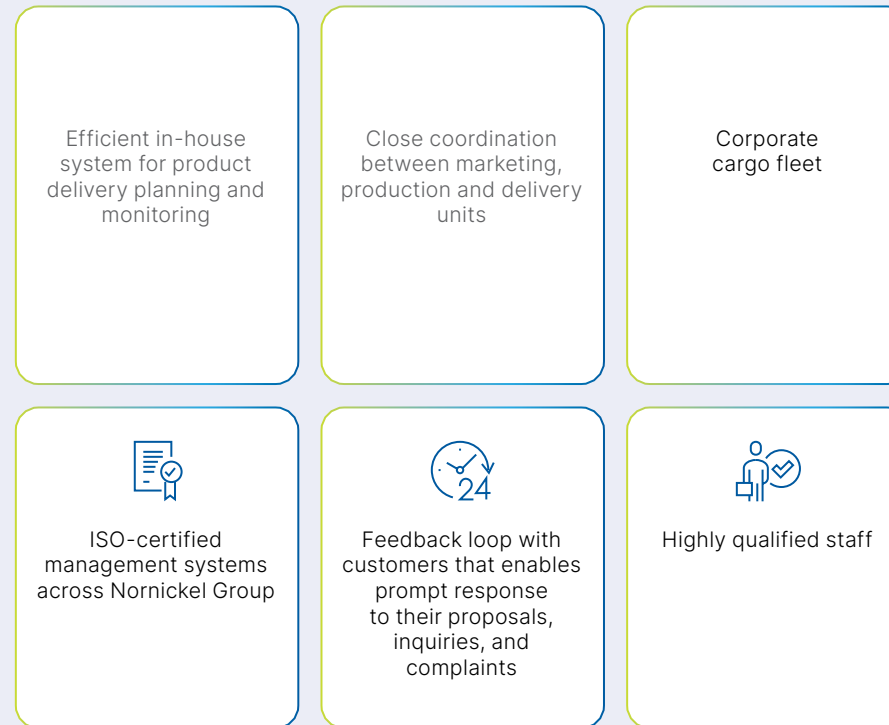 Efficient in-house
system for product
delivery planning and
monitoring
Close coordination
between marketing,
production and delivery
units
Corporate
cargo fleet
ISO-certified
management systems
across Nornickel Group
24
Feedback loop with
customers that enables
prompt response
to their proposals,
inquiries, and
complaints
Highly qualified staff